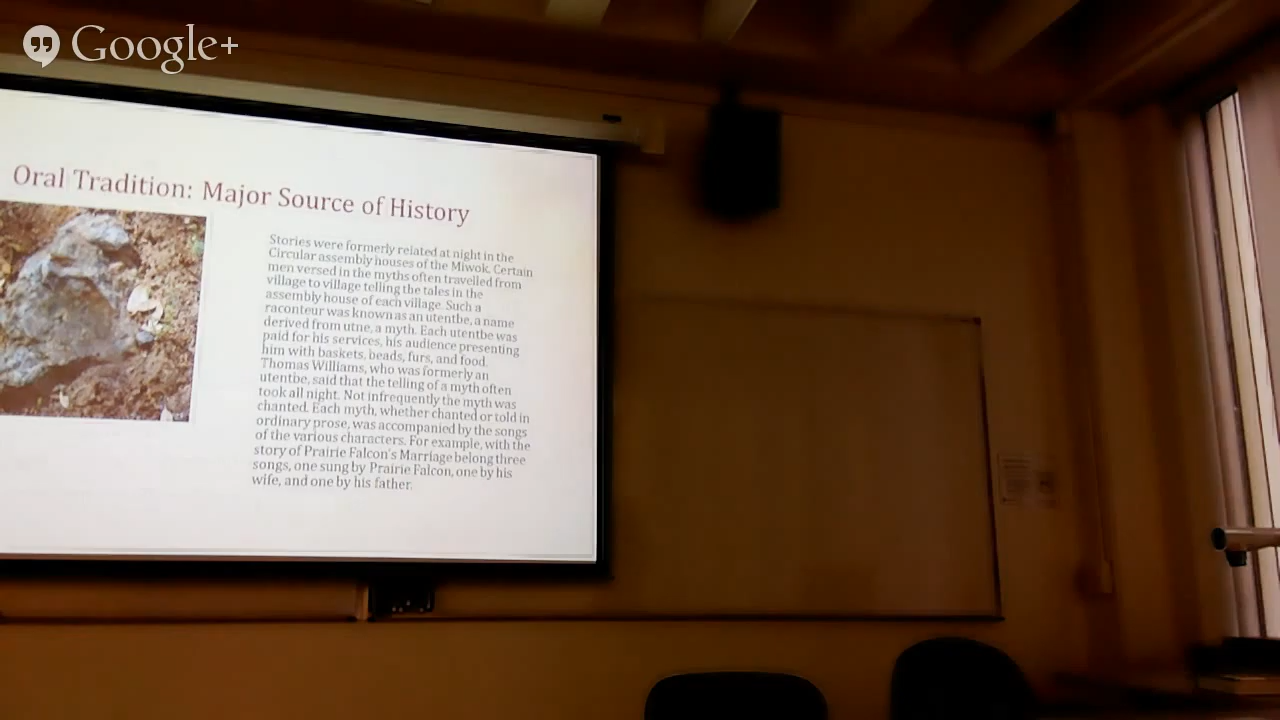 Google+
Oral Tradition: Major Source of History
Stories were formerly related at night in the
Circular assembly houses of the Miwok. Certain
men versed in the myths often travelled from
village to village telling the tales in the
assembly house of each village. Such a
raconteur was known as an utentbe, a name
derived from utne, a myth. Each utentbe was
paid for his services, his audience presenting
him with baskets, beads, furs, and food.
Thomas Williams, who was formerly an
utentbe, said that the telling of a myth often
took all night. Not infrequently the myth was
chanted. Each myth, whether chanted or told in
ordinary prose, was accompanied by the songs
of the various characters. For example, with the
story of Prairie Falcon's Marriage belong three
songs, one sung by Prairie Falcon, one by his
wife, and one by his father.